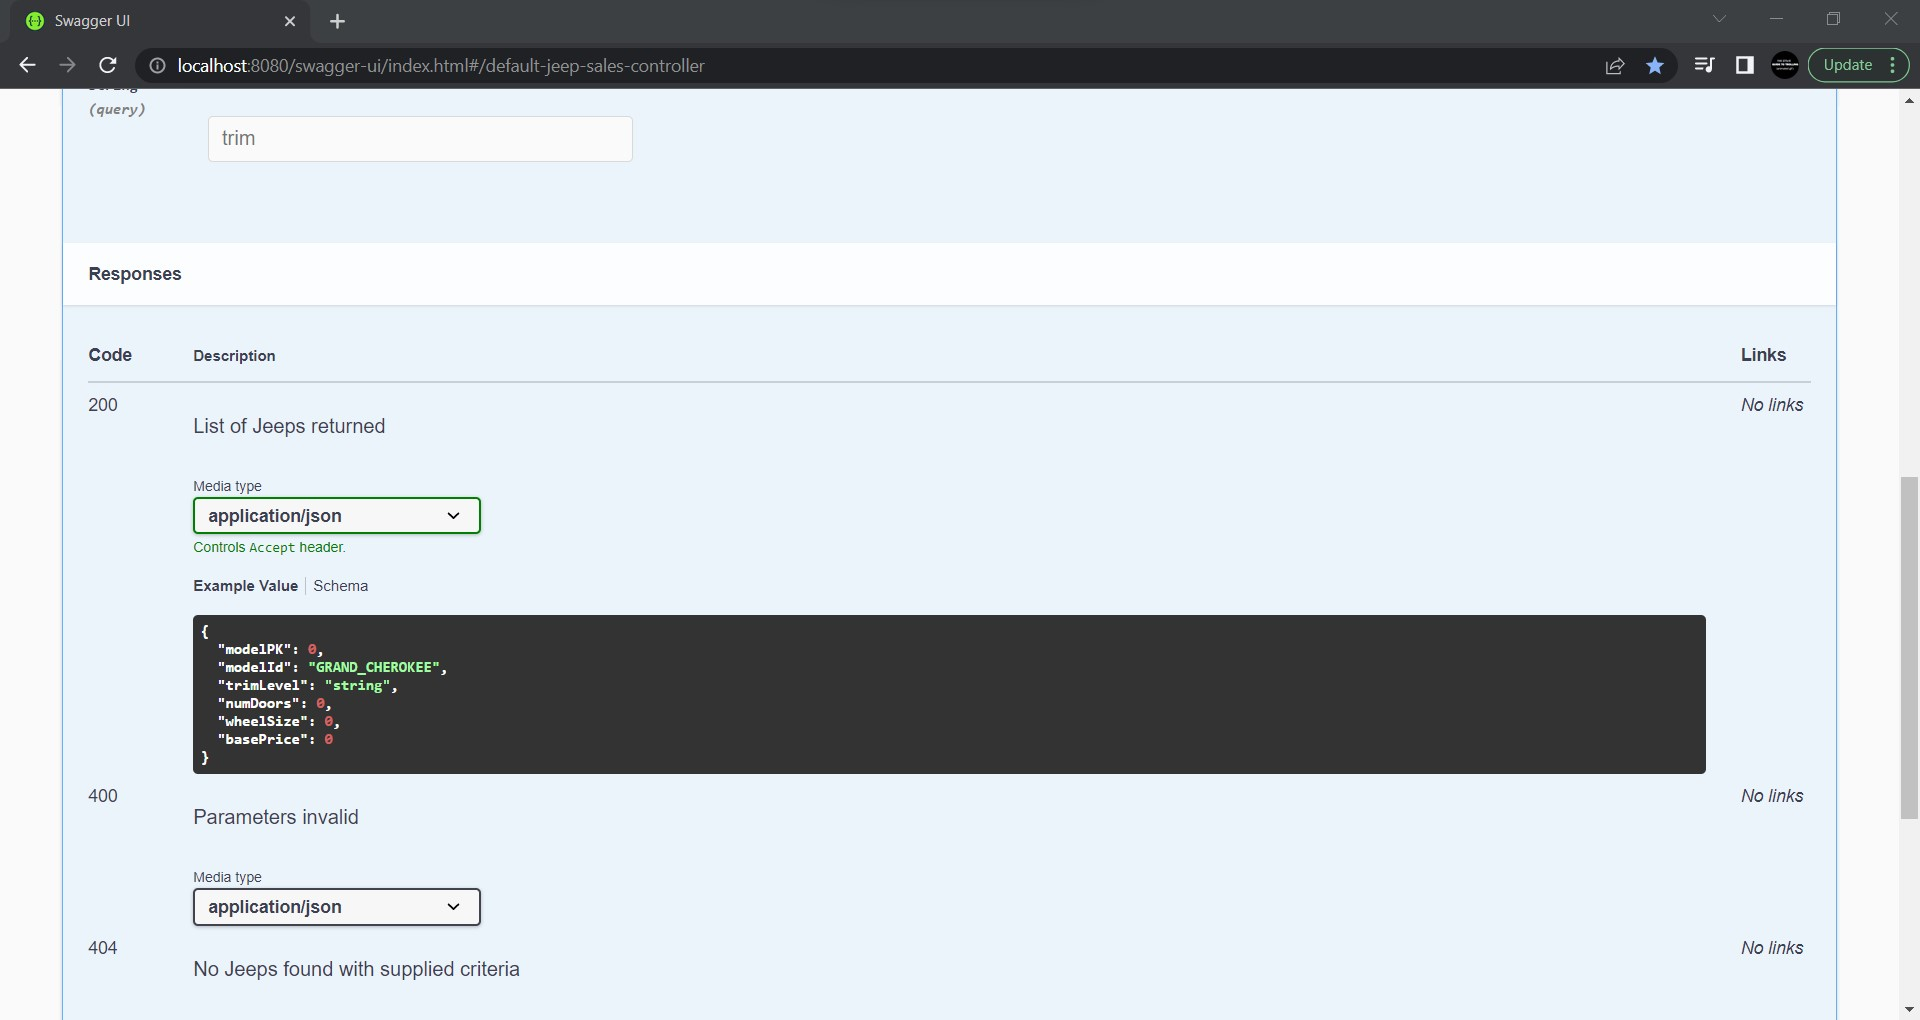 Swagger UI
localhost:8080/swagger-ui/index.html#/default-jeep-sales-controller
Update
(query)
trim
Responses
Code Description Links
200 No links
List of Jeeps returned
Media type
application/json
Controls Accept header.
Example Value Schema
{
"modelPK": 0,
"modelId": "GRAND_CHEROKEE",
"trimLevel": "string",
"numDoors": 0,
"wheelSize": 0,
"basePrice": 0
}
400 No links
Parameters invalid
Media type
application/json
404 No links
No Jeeps found with supplied criteria